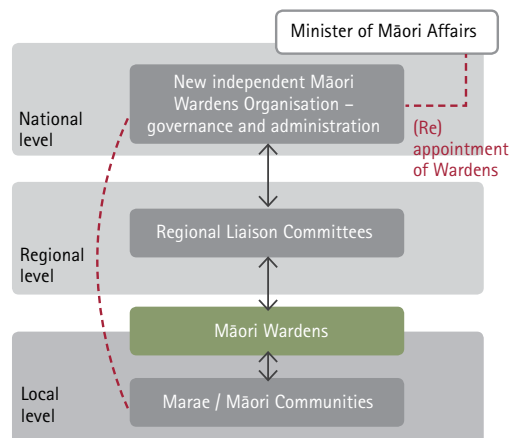 Minister of Māori Affairs
New independent Māori
Wardens Organisation –
governance and administration
National
level
(Re)
appointment
of Wardens
Regional Liaison Committees
Regional
level
Māori Wardens
Marae / Māori Communities
Local
level